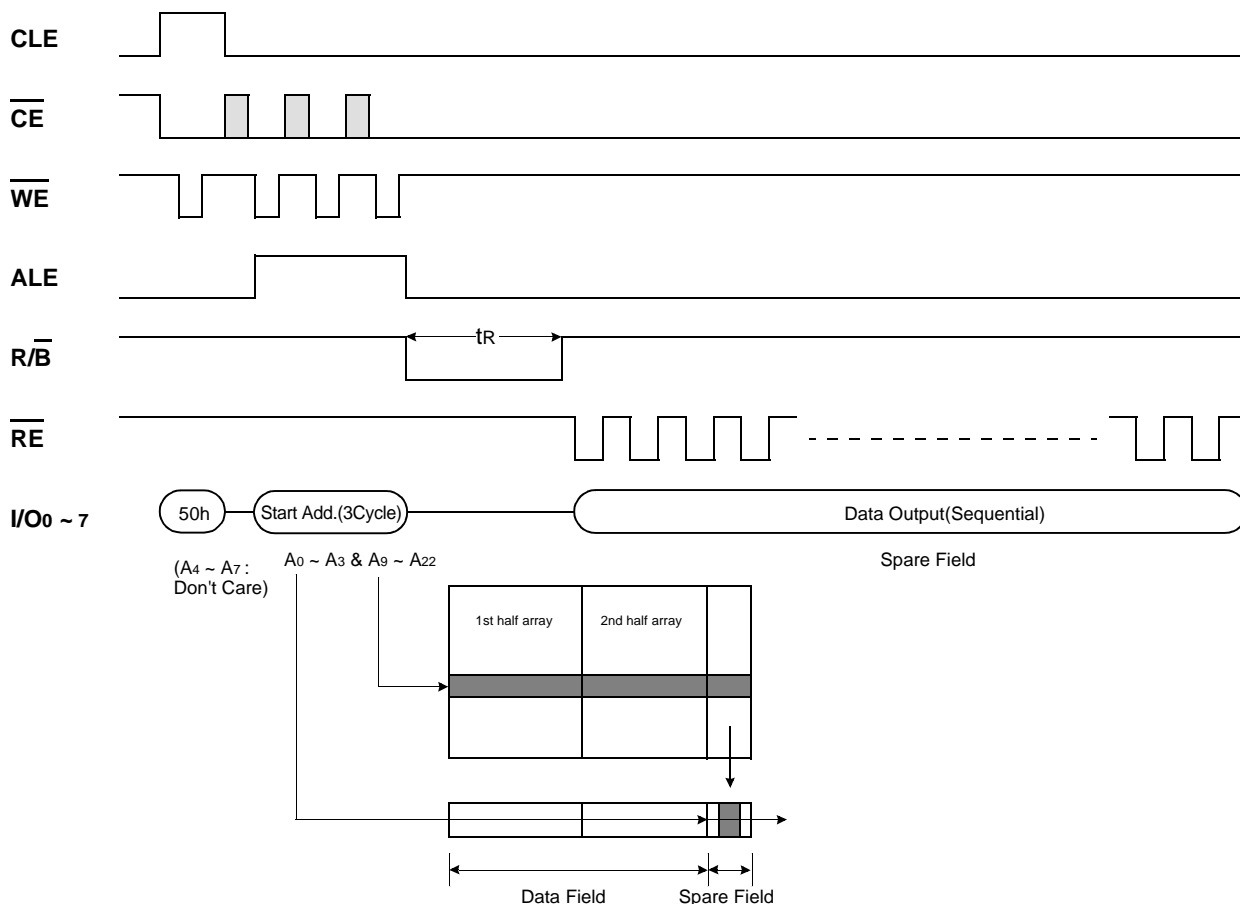 CLE
CE
WE
ALE
R/B
tR
RE
I/O0 ~ 7
50h
Start Add.(3Cycle)
Data Output(Sequential)
(A4 ~ A7 :
Don't Care)
A0 ~ A3 & A9 ~ A22
Spare Field
1st half array
2nd half array
Data Field
Spare Field